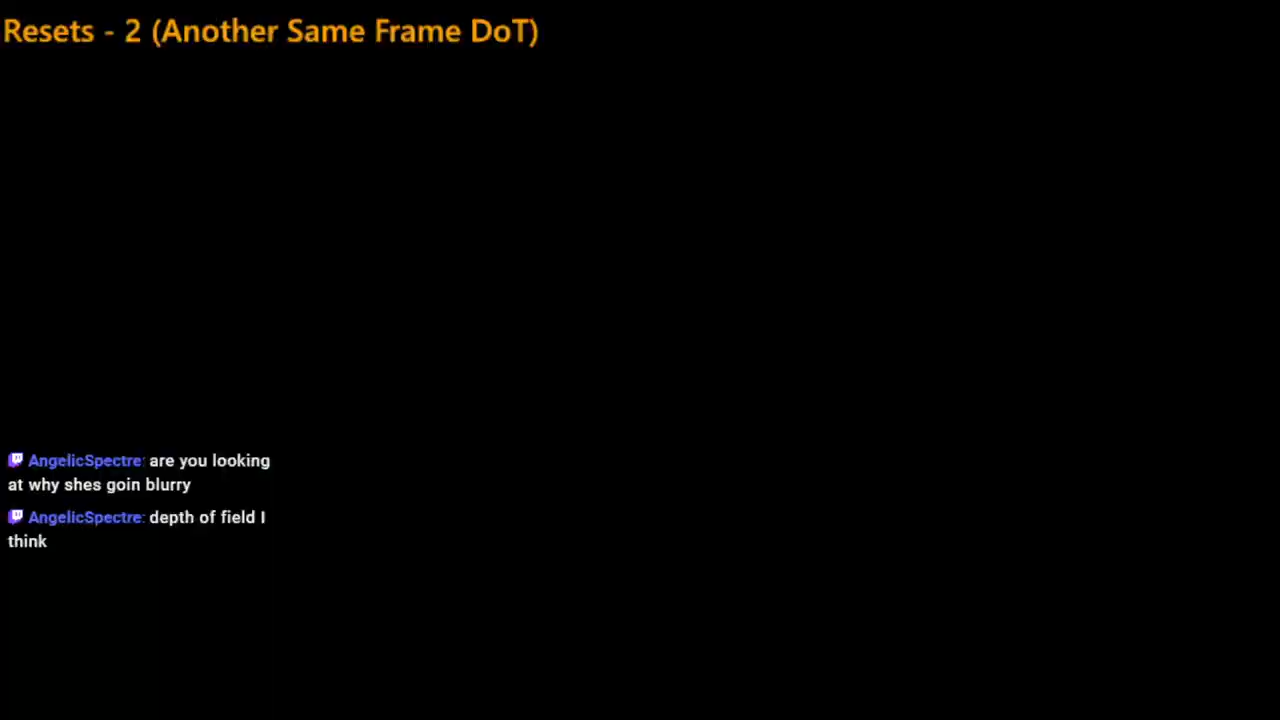 Resets - 2 (Another Same Frame DoT)
AngelicSpectre: are you looking
at why shes goin blurry
AngelicSpectre: depth of field I
think